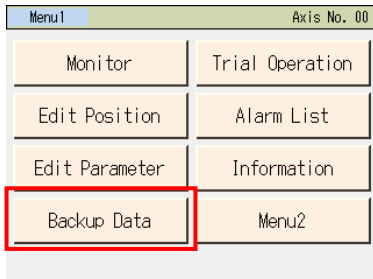 Menu1 Axis No. 00
Monitor Trial Operation
Edit Position Alarm List
Edit Parameter Information
Backup Data Menu2